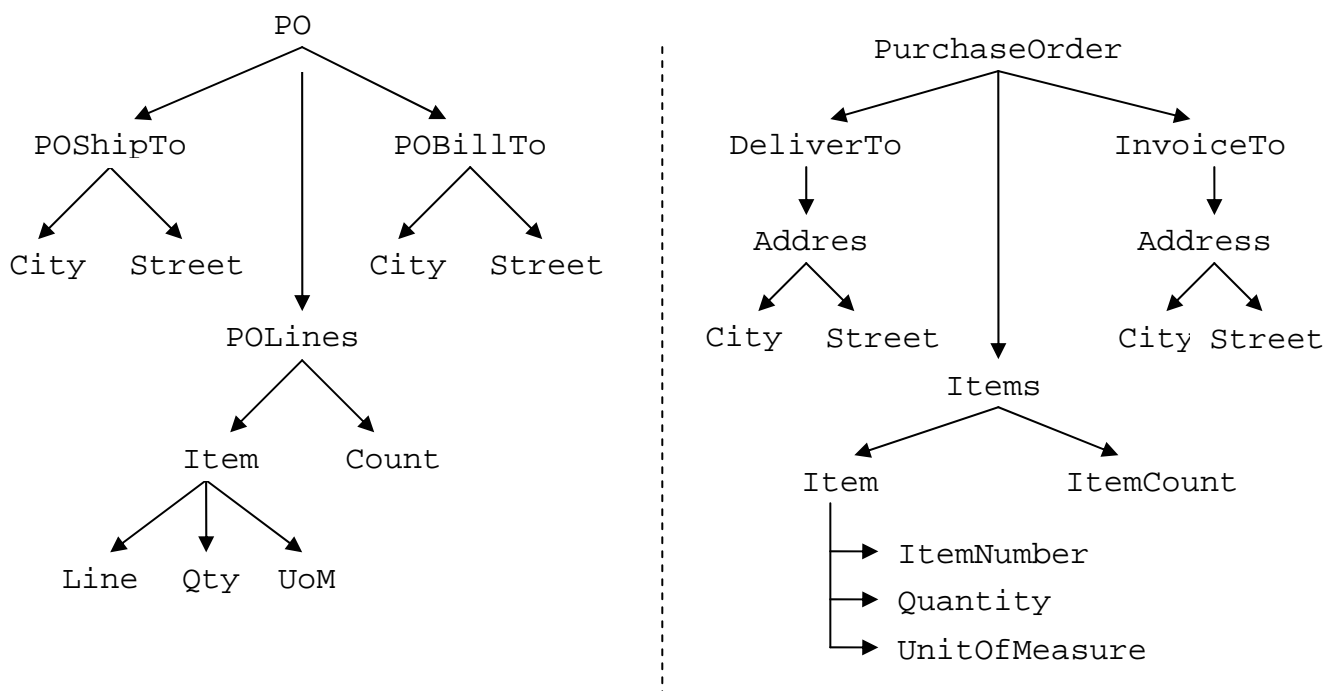 PO
POShipTo POBillTo
City Street City Street
POLines
Item Count
Line Qty UoM
PurchaseOrder
DeliverTo InvoiceTo
Addres Address
City Street City Street
Items
Item ItemCount
ItemNumber
Quantity
UnitOfMeasure